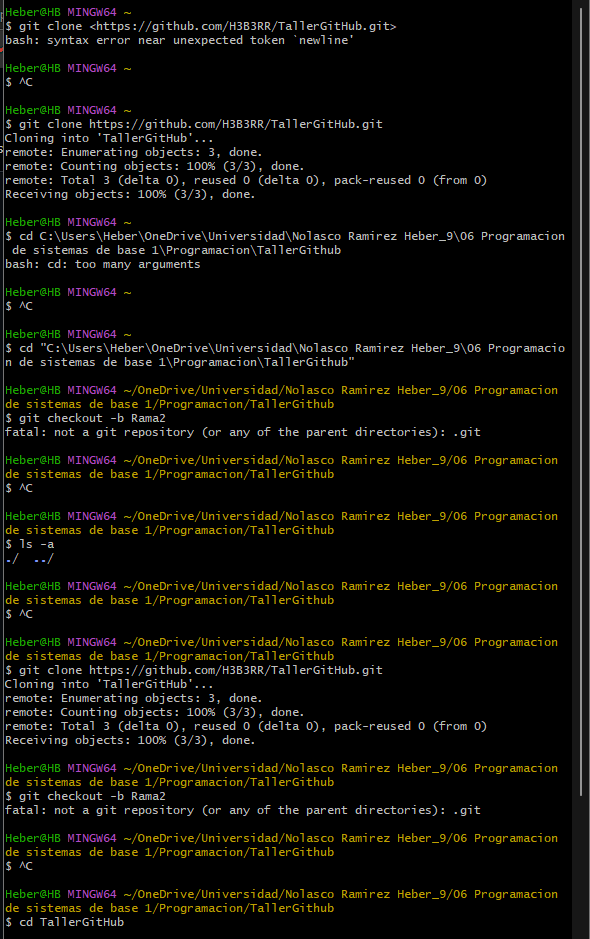 Heber@HB MINGW64 ~
$ git clone <https://github.com/H3B3RR/TallerGitHub.git>
bash: syntax error near unexpected token `newline'
Heber@HB MINGW64 ~
$ ^C
Heber@HB MINGW64 ~
$ git clone https://github.com/H3B3RR/TallerGitHub.git
Cloning into 'TallerGitHub'...
remote: Enumerating objects: 3, done.
remote: Counting objects: 100% (3/3), done.
remote: Total 3 (delta 0), reused 0 (delta 0), pack-reused 0 (from 0)
Receiving objects: 100% (3/3), done.
Heber@HB MINGW64 ~
$ cd C:\Users\Heber\OneDrive\Universidad\Nolasco Ramirez Heber_9\06 Programacion
 de sistemas de base 1\Programacion\TallerGithub
bash: cd: too many arguments
Heber@HB MINGW64 ~
$ ^C
Heber@HB MINGW64 ~
$ cd "C:\Users\Heber\OneDrive\Universidad\Nolasco Ramirez Heber_9\06 Programacio
n de sistemas de base 1\Programacion\TallerGithub"
Heber@HB MINGW64 ~/OneDrive/Universidad/Nolasco Ramirez Heber_9/06 Programacion
de sistemas de base 1/Programacion/TallerGithub
$ git checkout -b Rama2
fatal: not a git repository (or any of the parent directories): .git
Heber@HB MINGW64 ~/OneDrive/Universidad/Nolasco Ramirez Heber_9/06 Programacion
de sistemas de base 1/Programacion/TallerGithub
$ ^C
Heber@HB MINGW64 ~/OneDrive/Universidad/Nolasco Ramirez Heber_9/06 Programacion
de sistemas de base 1/Programacion/TallerGithub
$ ls -a
./  ../
Heber@HB MINGW64 ~/OneDrive/Universidad/Nolasco Ramirez Heber_9/06 Programacion
de sistemas de base 1/Programacion/TallerGithub
$ ^C
Heber@HB MINGW64 ~/OneDrive/Universidad/Nolasco Ramirez Heber_9/06 Programacion
de sistemas de base 1/Programacion/TallerGithub
$ git clone https://github.com/H3B3RR/TallerGitHub.git
Cloning into 'TallerGitHub'...
remote: Enumerating objects: 3, done.
remote: Counting objects: 100% (3/3), done.
remote: Total 3 (delta 0), reused 0 (delta 0), pack-reused 0 (from 0)
Receiving objects: 100% (3/3), done.
Heber@HB MINGW64 ~/OneDrive/Universidad/Nolasco Ramirez Heber_9/06 Programacion
de sistemas de base 1/Programacion/TallerGithub
$ git checkout -b Rama2
fatal: not a git repository (or any of the parent directories): .git
Heber@HB MINGW64 ~/OneDrive/Universidad/Nolasco Ramirez Heber_9/06 Programacion
de sistemas de base 1/Programacion/TallerGithub
$ ^C
Heber@HB MINGW64 ~/OneDrive/Universidad/Nolasco Ramirez Heber_9/06 Programacion
de sistemas de base 1/Programacion/TallerGithub
$ cd TallerGitHub